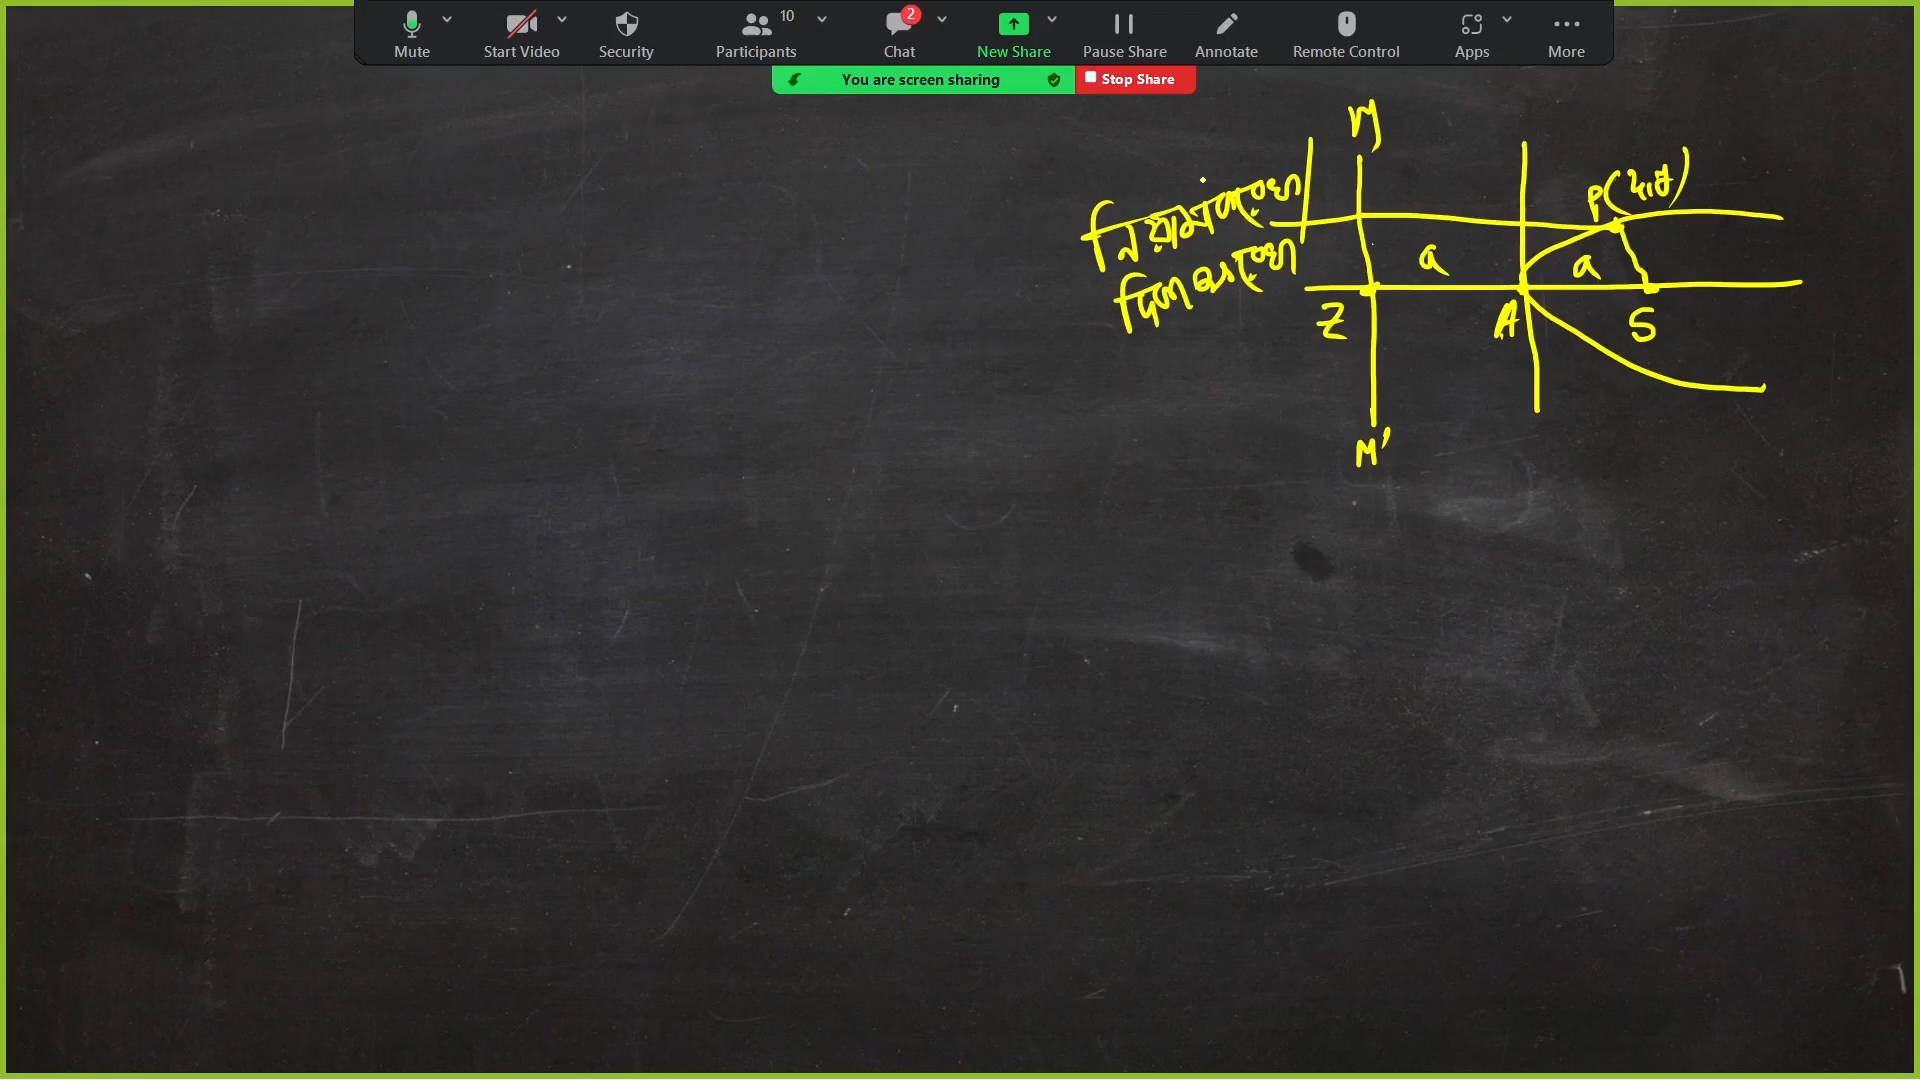 Mute
Start Video
Security
Participants 10
Chat 2
New Share
Pause Share
Annotate
Remote Control
Apps
More
You are screen sharing
Stop Share
M
P(x,y)
নিয়ামকরেখা
দিকাক্ষরেখা
a
a
Z
A
S
M'